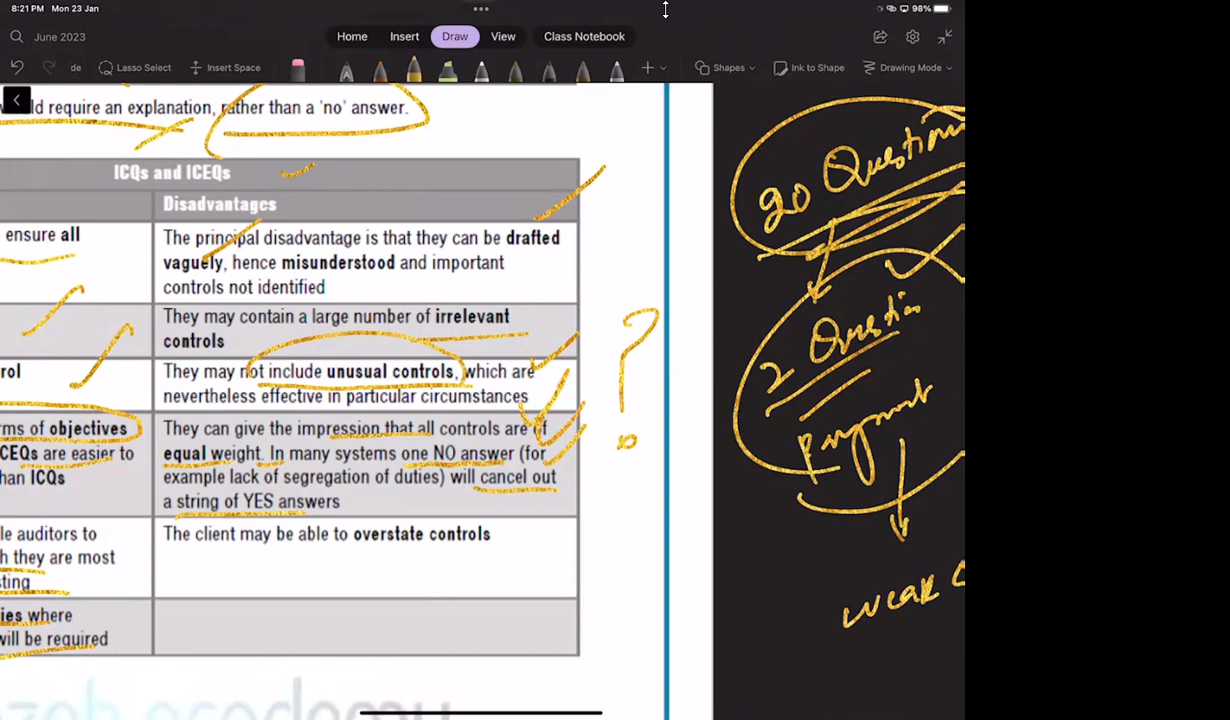 8:21 PM Mon 23 Jan
98%
June 2023
Home Insert Draw View Class Notebook
de Lasso Select Insert Space
Shapes Ink to Shape Drawing Mode
ld require an explanation, rather than a 'no' answer.
ICQs and ICEQs
Disadvantages
ensure all
The principal disadvantage is that they can be drafted
vaguely, hence misunderstood and important
controls not identified
They may contain a large number of irrelevant
controls
rol
They may not include unusual controls, which are
nevertheless effective in particular circumstances
rms of objectives
CEQs are easier to
han ICQs
They can give the impression that all controls are of
equal weight. In many systems one NO answer (for
example lack of segregation of duties) will cancel out
a string of YES answers
le auditors to
h they are most
sting
The client may be able to overstate controls
ies where
will be required
?
20 Question
2 Question
weak